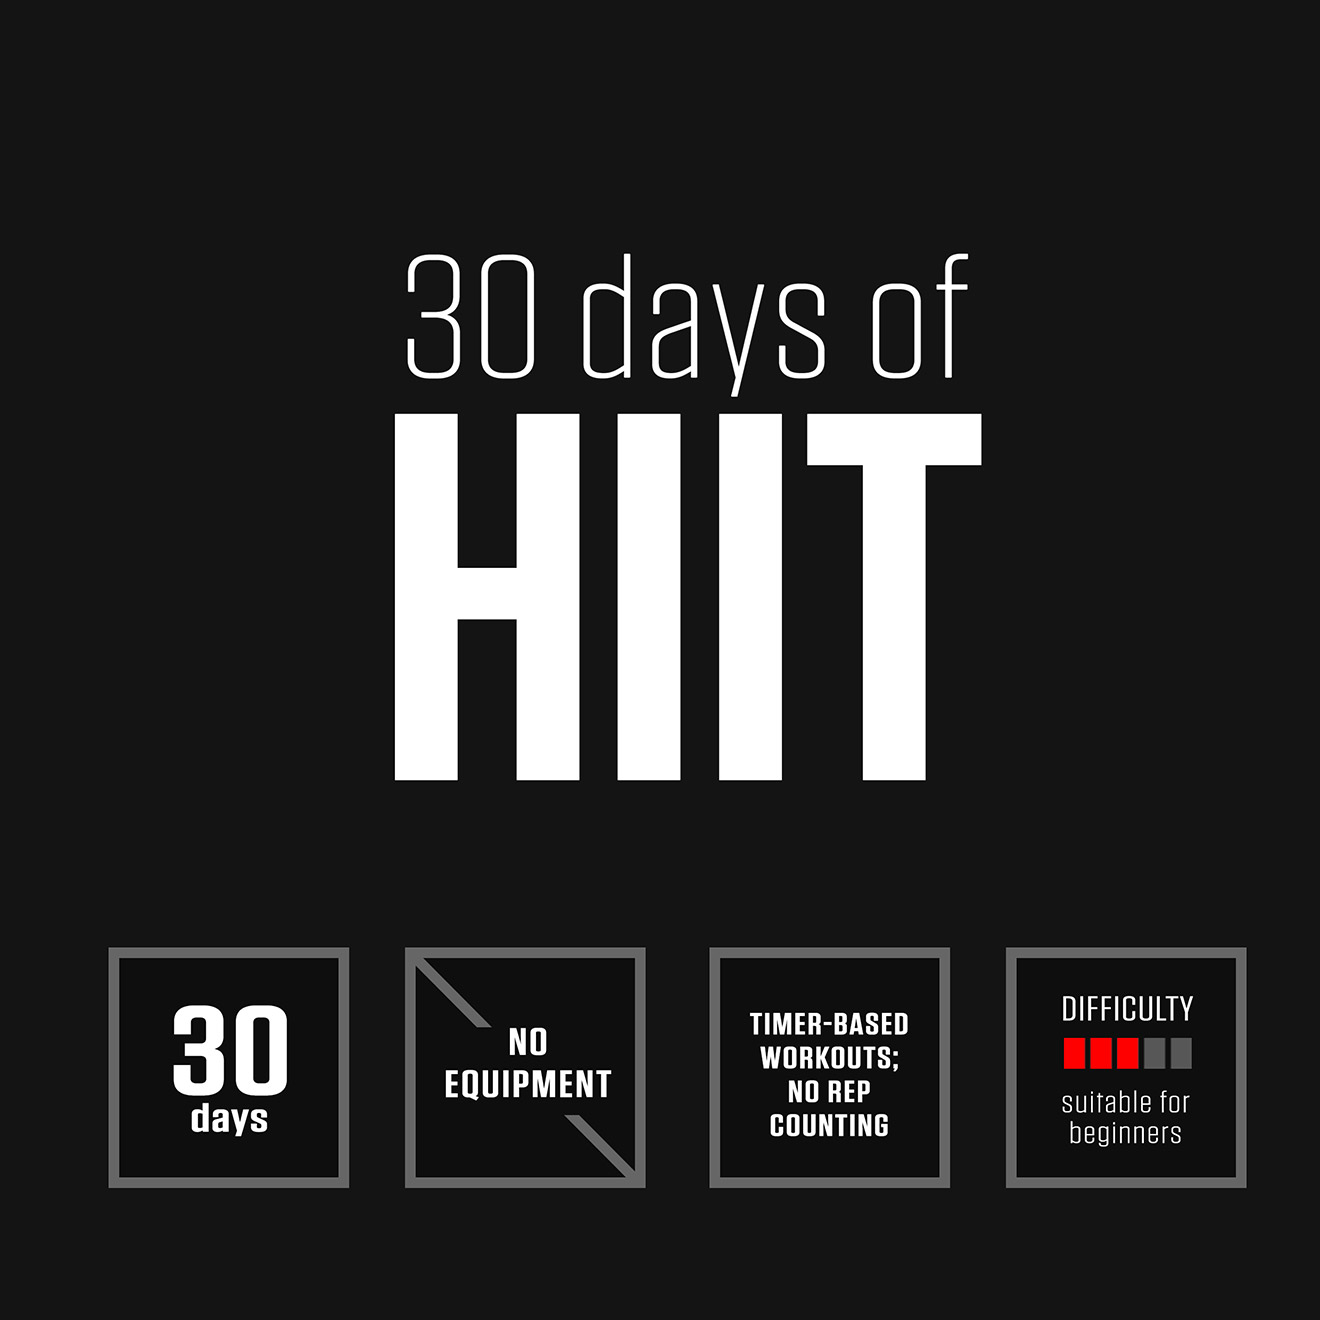 30 days of
HIIT
30
days
NO
EQUIPMENT
TIMER-BASED
WORKOUTS;
NO REP
COUNTING
DIFFICULTY
suitable for
beginners